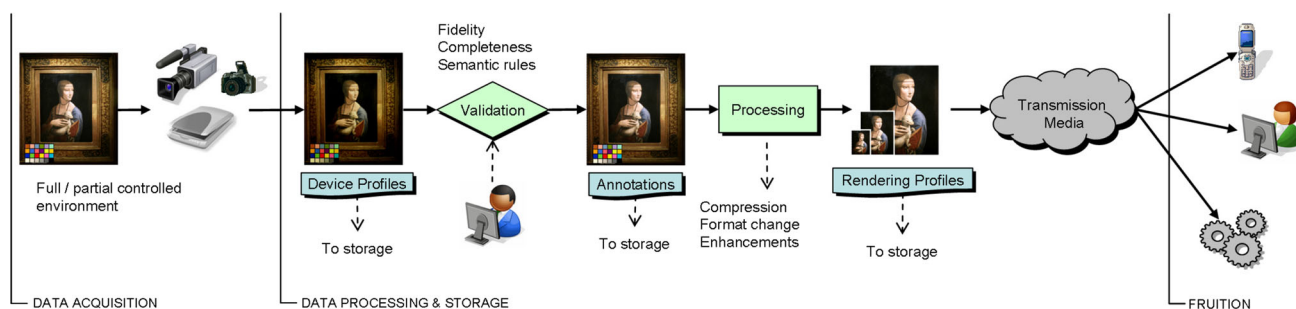 Fidelity
Completeness
Semantic rules
Validation
Processing
Transmission
Media
Full / partial controlled
environment
Device Profiles
Annotations
Rendering Profiles
To storage
To storage
Compression
Format change
Enhancements
To storage
DATA ACQUISITION
DATA PROCESSING & STORAGE
FRUITION